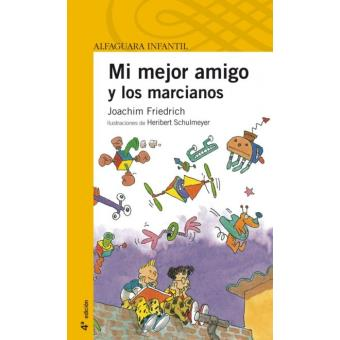 ALFAGUARA INFANTIL
Mi mejor amigo
y los marcianos
Joachim Friedrich
Ilustraciones de Heribert Schulmeyer
4ª edición